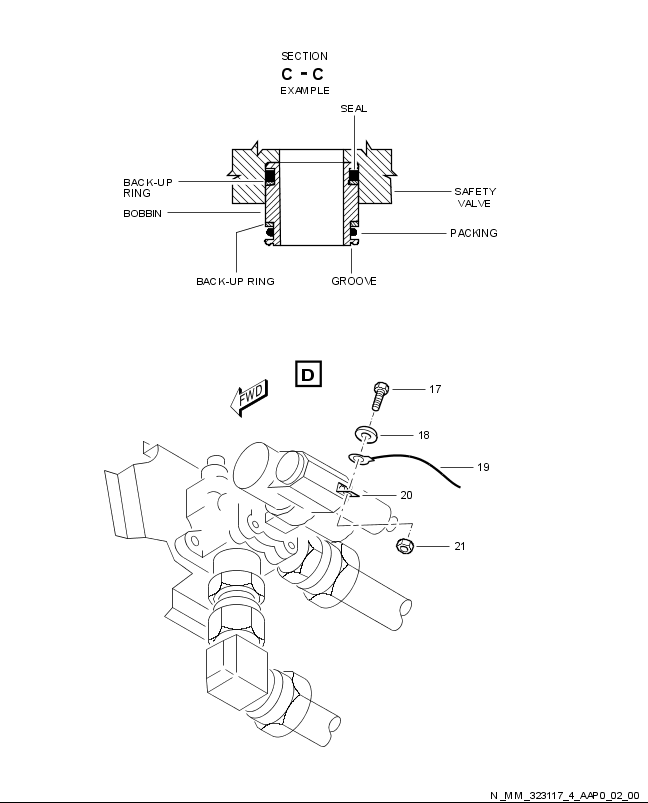 SECTION
C - C
EXAMPLE
SEAL
BACK-UP
RING
SAFETY
VALVE
BOBBIN
PACKING
BACK-UP RING
GROOVE
D
FWD
17
18
19
20
21
N_MM_323117_4_AAP0_02_00